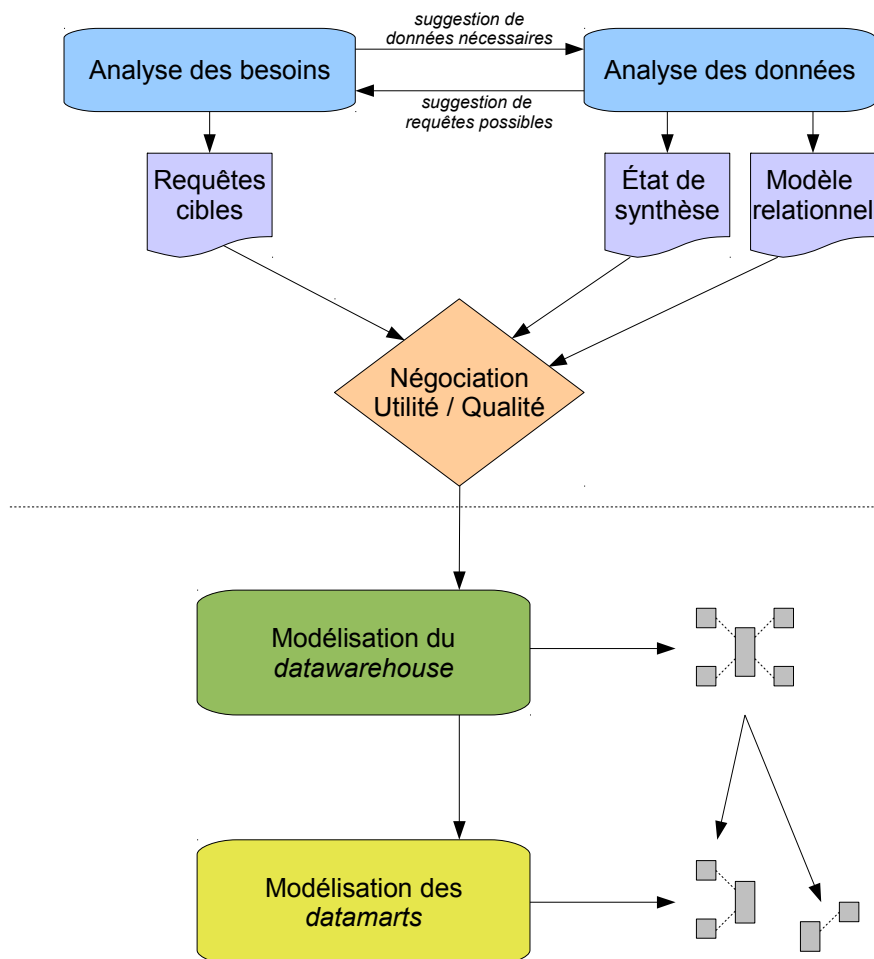 suggestion de
données nécessaires
Analyse des besoins
Analyse des données
suggestion de
requêtes possibles
Requêtes
cibles
État de
synthèse
Modèle
relationnel
Négociation
Utilité / Qualité
Modélisation du
datawarehouse
Modélisation des
datamarts